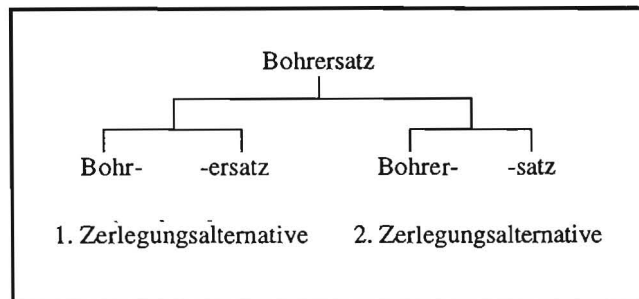 Bohrersatz
Bohr- -ersatz Bohrer- -satz
1. Zerlegungsalternative 2. Zerlegungsalternative